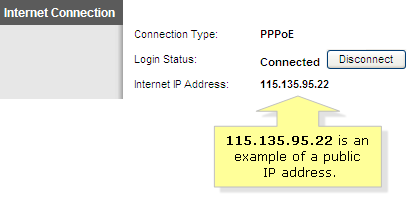 Internet Connection
Connection Type: PPPoE
Login Status: Connected Disconnect
Internet IP Address: 115.135.95.22
115.135.95.22 is an
example of a public
IP address.